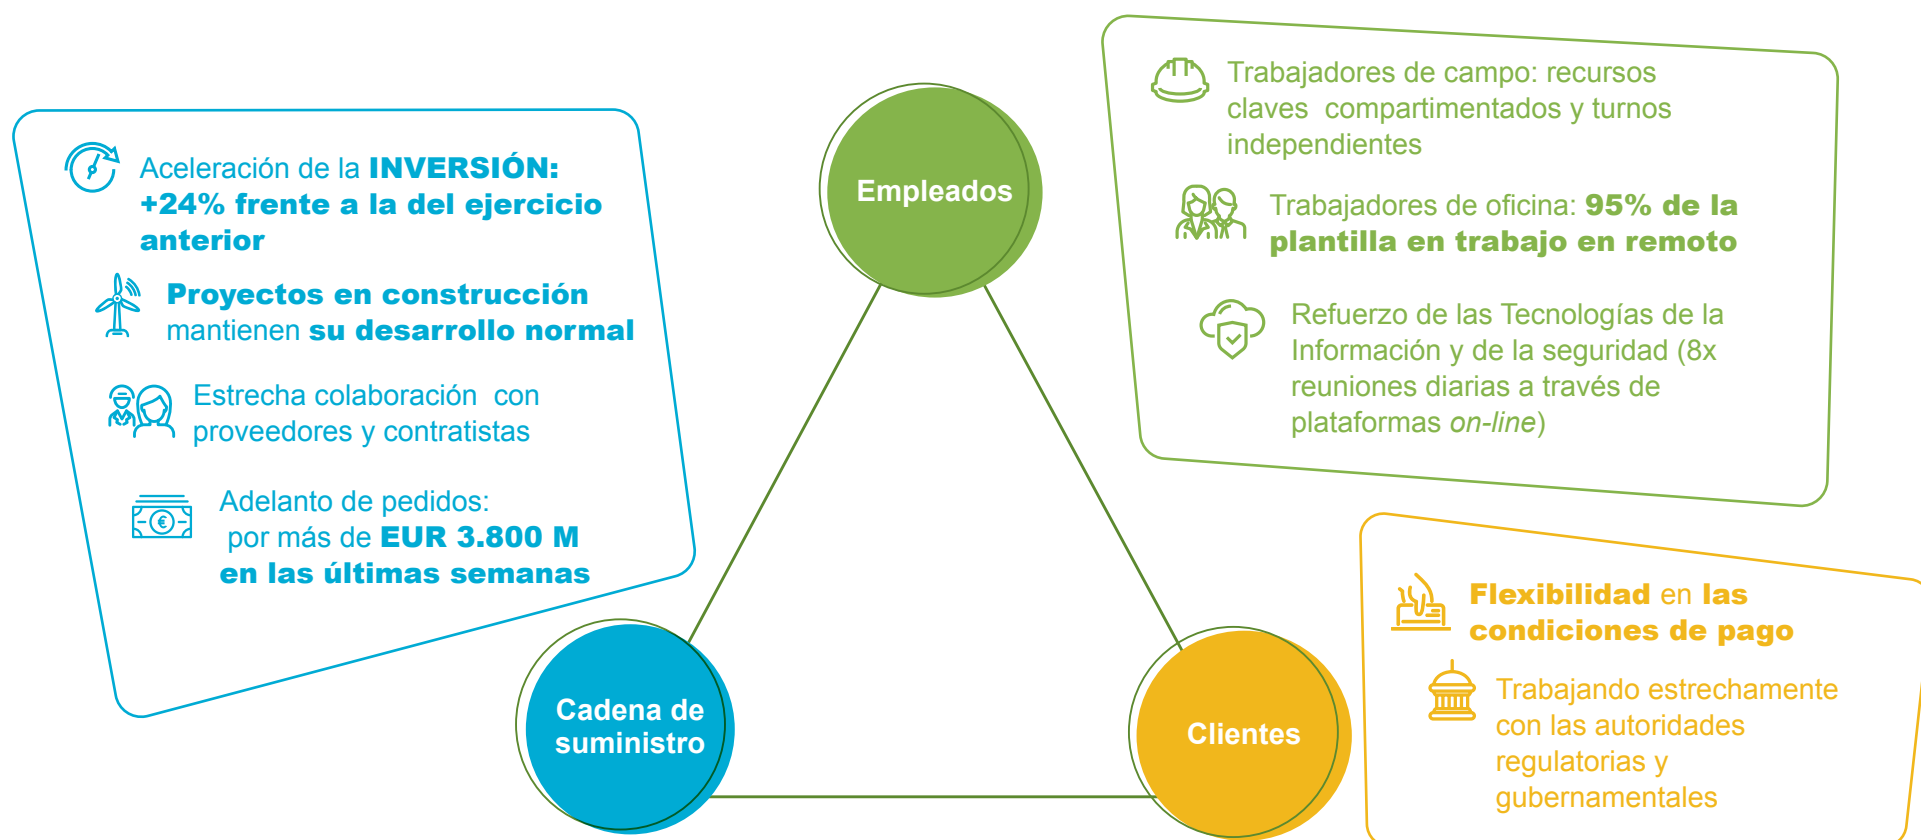 Aceleración de la INVERSIÓN:
+24% frente a la del ejercicio
anterior
Proyectos en construcción
mantienen su desarrollo normal
Estrecha colaboración con
proveedores y contratistas
Adelanto de pedidos:
por más de EUR 3.800 M
en las últimas semanas
Empleados
Cadena de
suministro
Clientes
Trabajadores de campo: recursos
claves compartimentados y turnos
independientes
Trabajadores de oficina: 95% de la
plantilla en trabajo en remoto
Refuerzo de las Tecnologías de la
Información y de la seguridad (8x
reuniones diarias a través de
plataformas on-line)
Flexibilidad en las
condiciones de pago
Trabajando estrechamente
con las autoridades
regulatorias y
gubernamentales